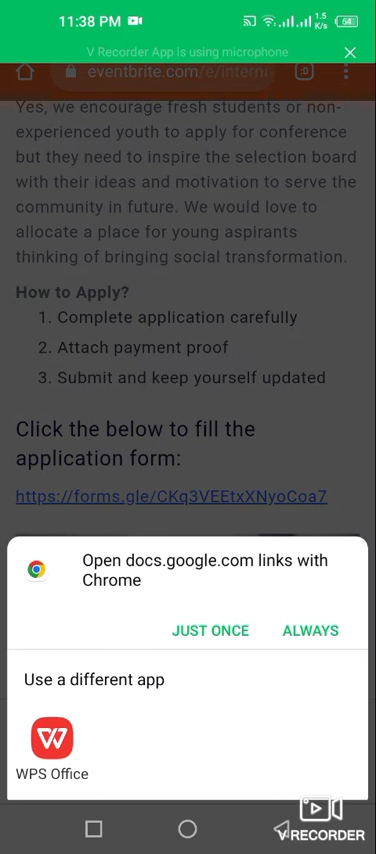 11:38 PM
1.5
K/s
64
V Recorder App is using microphone
eventbrite.com/e/intern
:D
Yes, we encourage fresh students or non-
experienced youth to apply for conference
but they need to inspire the selection board
with their ideas and motivation to serve the
community in future. We would love to
allocate a place for young aspirants
thinking of bringing social transformation.
How to Apply?
1. Complete application carefully
2. Attach payment proof
3. Submit and keep yourself updated
Click the below to fill the
application form:
https://forms.gle/CKq3VEEtxXNyoCoa7
Open docs.google.com links with
Chrome
JUST ONCE
ALWAYS
Use a different app
WPS Office
V RECORDER